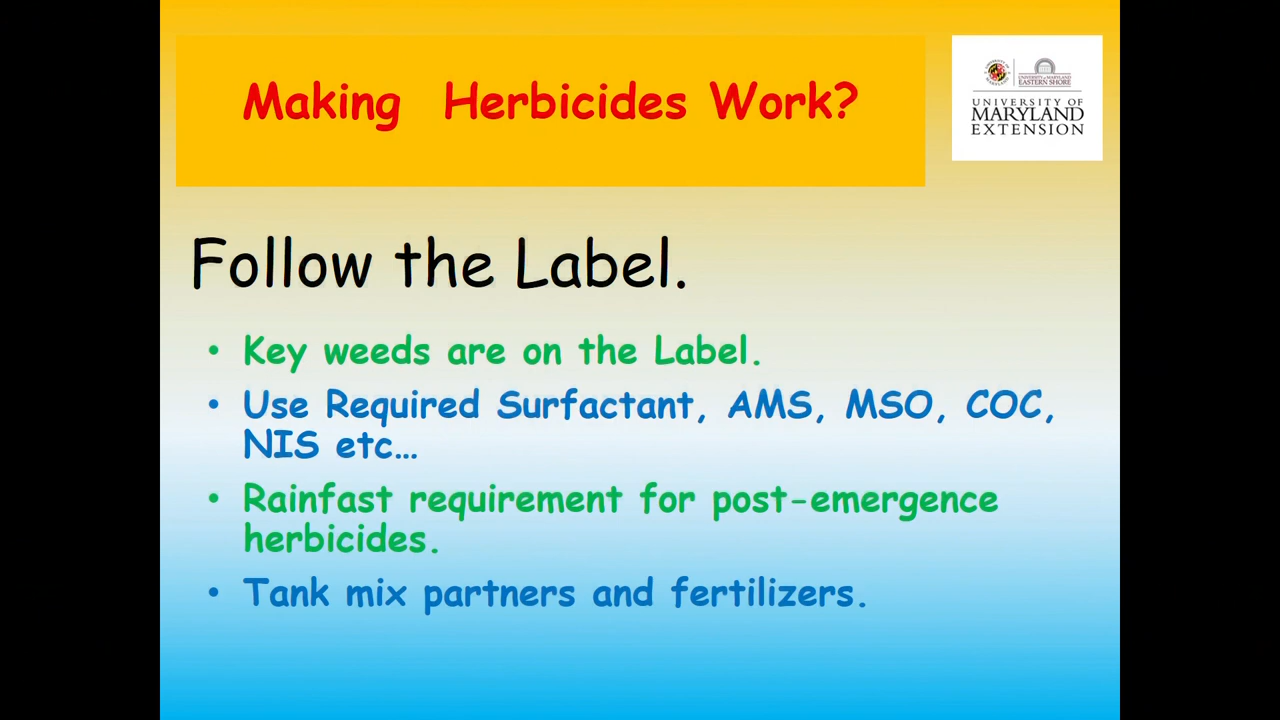 Making Herbicides Work?
UNIVERSITY OF MARYLAND
EASTERN SHORE
UNIVERSITY OF
MARYLAND
EXTENSION
Follow the Label.
• Key weeds are on the Label.
• Use Required Surfactant, AMS, MSO, COC,
NIS etc…
• Rainfast requirement for post-emergence
herbicides.
• Tank mix partners and fertilizers.